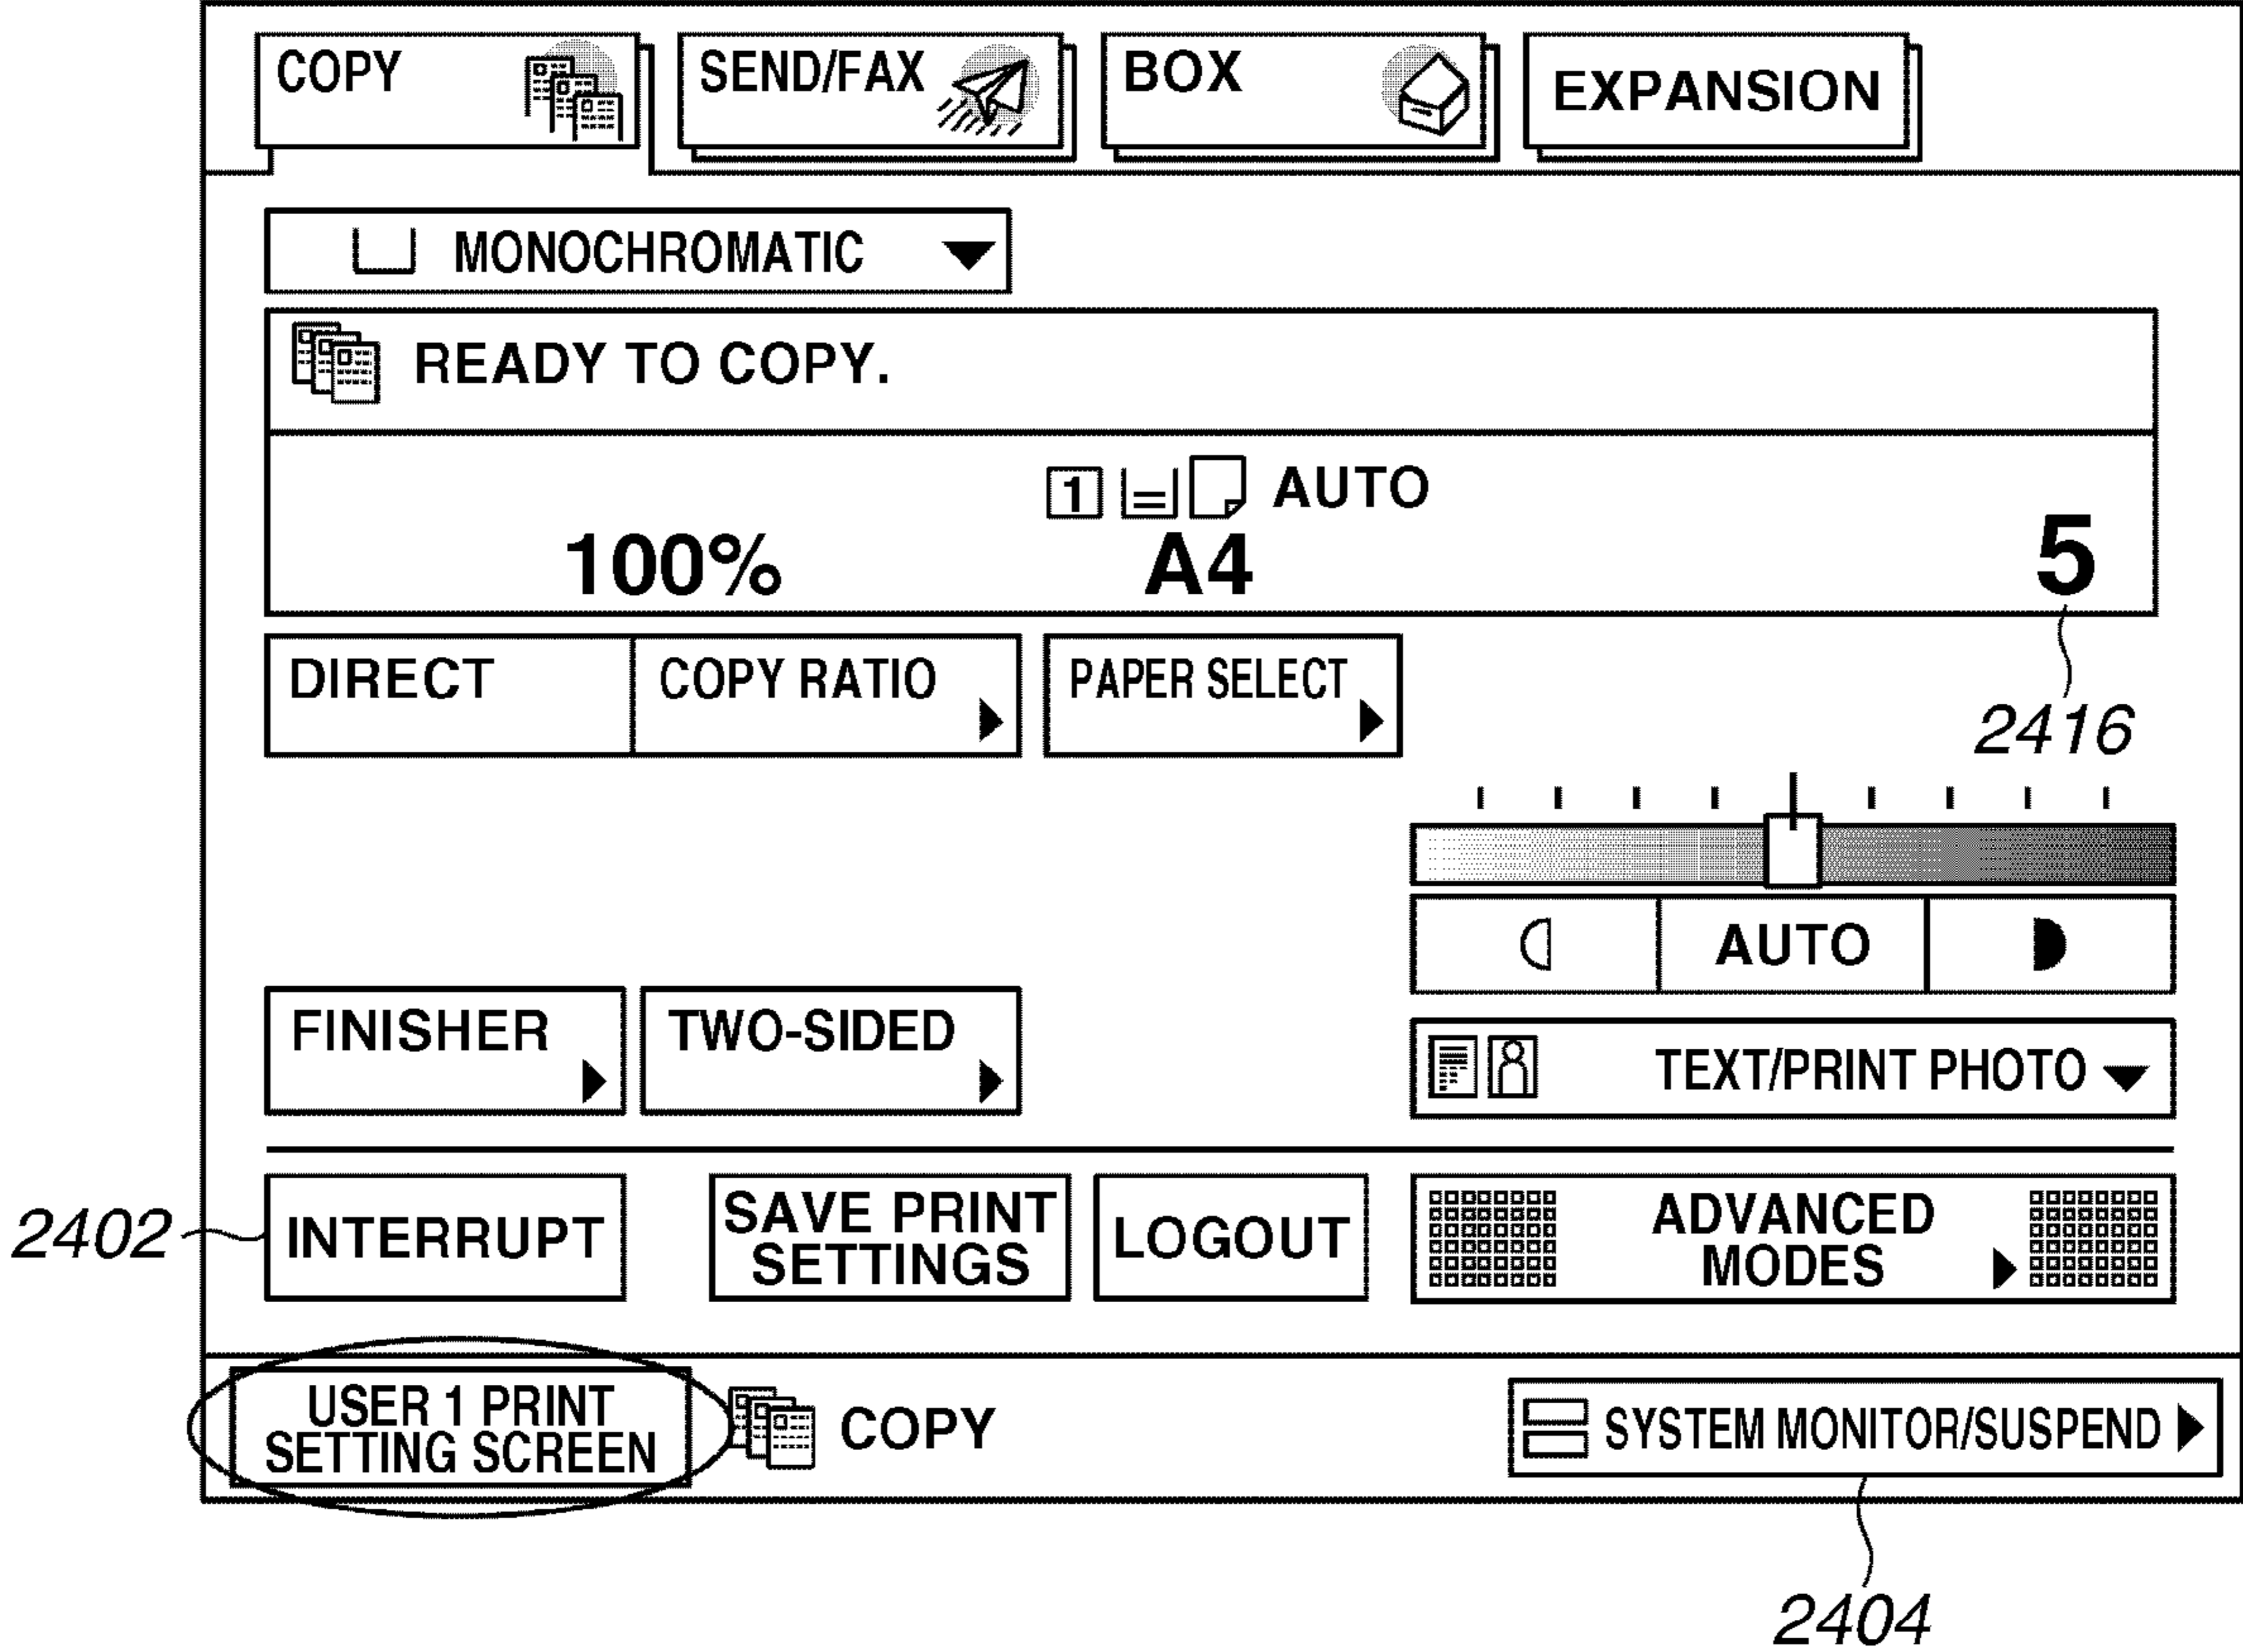 COPY
SEND/FAX
BOX
EXPANSION
MONOCHROMATIC
READY TO COPY.
1 AUTO
100%
A4
5
DIRECT
COPY RATIO
PAPER SELECT
2416
AUTO
FINISHER
TWO-SIDED
TEXT/PRINT PHOTO
2402
INTERRUPT
SAVE PRINT
SETTINGS
LOGOUT
ADVANCED
MODES
USER 1 PRINT
SETTING SCREEN
COPY
SYSTEM MONITOR/SUSPEND
2404